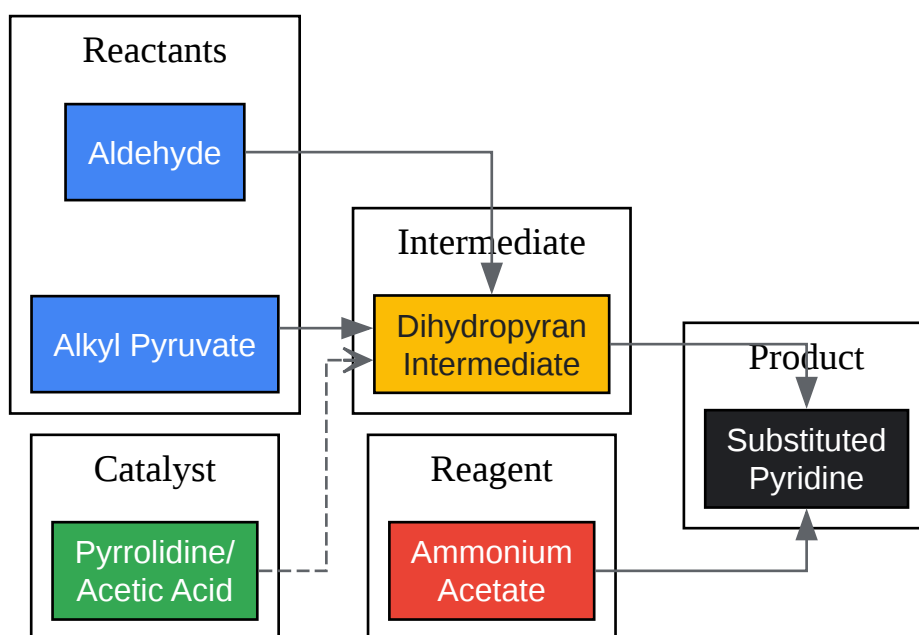 Reactants
Aldehyde
Alkyl Pyruvate
Intermediate
Dihydropyran
Intermediate
Product
Substituted
Pyridine
Catalyst
Pyrrolidine/
Acetic Acid
Reagent
Ammonium
Acetate